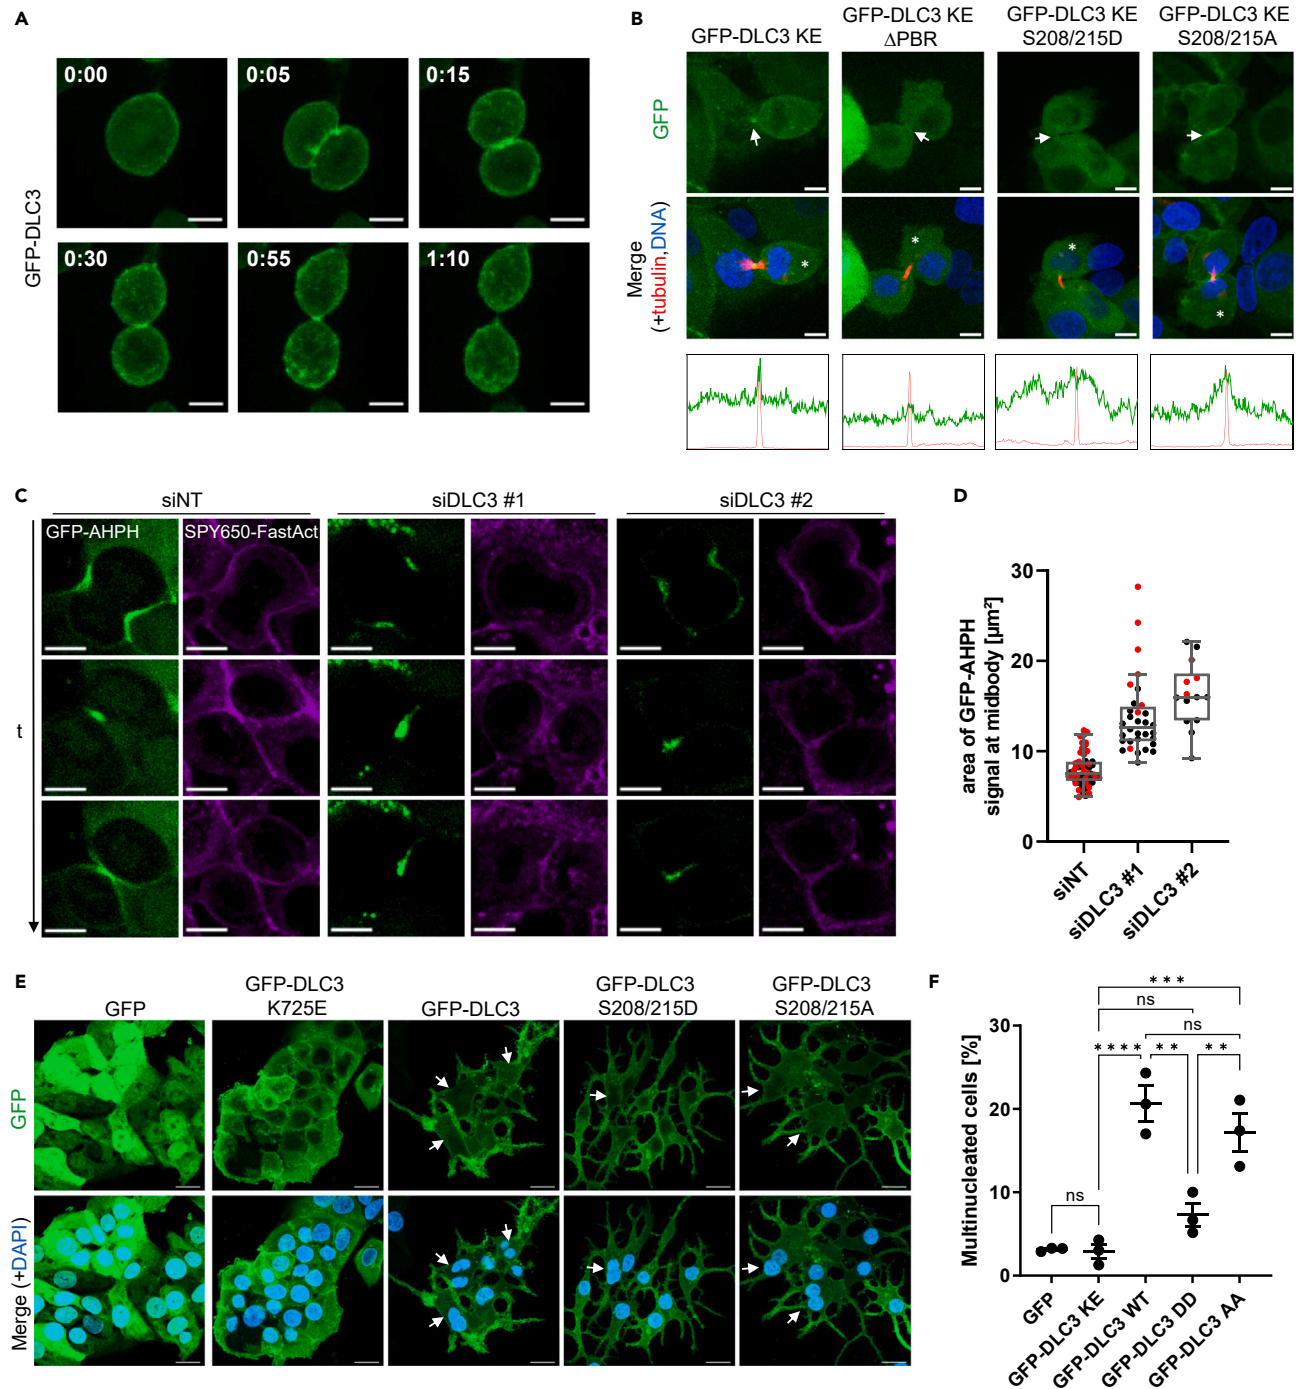 A
GFP-DLC3
0:00
0:05
0:15
0:30
0:55
1:10
B
GFP-DLC3 KE
GFP-DLC3 KE
ΔPBR
GFP-DLC3 KE
S208/215D
GFP-DLC3 KE
S208/215A
GFP
Merge
(+tubulin,DNA)
*
*
*
*
C
siNT
siDLC3 #1
siDLC3 #2
GFP-AHPH
SPY650-FastAct
t
D
area of GFP-AHPH
signal at midbody [µm²]
30
20
10
0
siNT
siDLC3 #1
siDLC3 #2
E
GFP
GFP-DLC3
K725E
GFP-DLC3
GFP-DLC3
S208/215D
GFP-DLC3
S208/215A
GFP
Merge (+DAPI)
F
Multinucleated cells [%]
30
20
10
0
***
ns
ns
****
**
**
ns
GFP
GFP-DLC3 KE
GFP-DLC3 WT
GFP-DLC3 DD
GFP-DLC3 AA